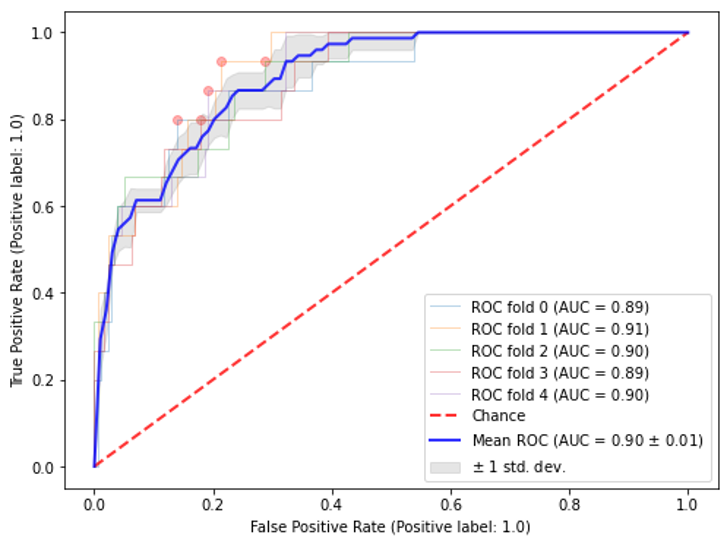 1.0
0.8
0.6
0.4
0.2
0.0
True Positive Rate (Positive label: 1.0)
ROC fold 0 (AUC = 0.89)
ROC fold 1 (AUC = 0.91)
ROC fold 2 (AUC = 0.90)
ROC fold 3 (AUC = 0.89)
ROC fold 4 (AUC = 0.90)
Chance
Mean ROC (AUC = 0.90 ± 0.01)
± 1 std. dev.
0.0 0.2 0.4 0.6 0.8 1.0
False Positive Rate (Positive label: 1.0)